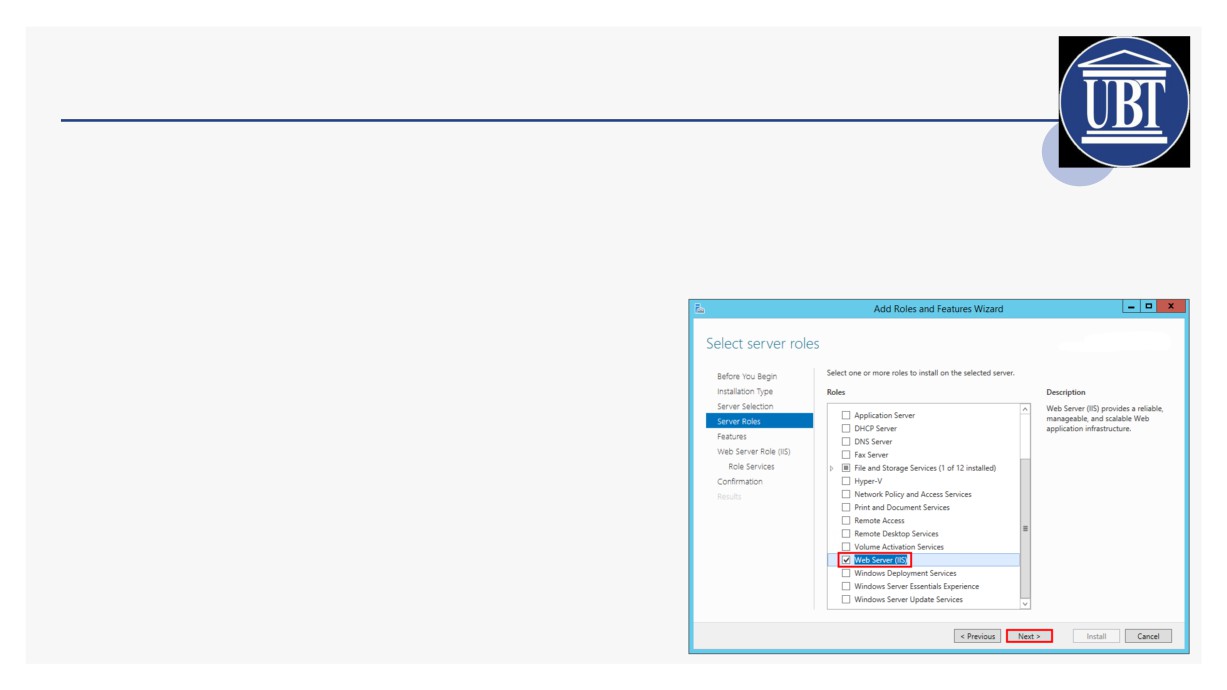 UBT
Add Roles and Features Wizard
Select server roles
Before You Begin
Installation Type
Server Selection
Server Roles
Features
Web Server Role (IIS)
Role Services
Confirmation
Results
Select one or more roles to install on the selected server.
Roles
Application Server
DHCP Server
DNS Server
Fax Server
File and Storage Services (1 of 12 installed)
Hyper-V
Network Policy and Access Services
Print and Document Services
Remote Access
Remote Desktop Services
Volume Activation Services
Web Server (IIS)
Windows Deployment Services
Windows Server Essentials Experience
Windows Server Update Services
Description
Web Server (IIS) provides a reliable,
manageable, and scalable Web
application infrastructure.
< Previous
Next >
Install
Cancel